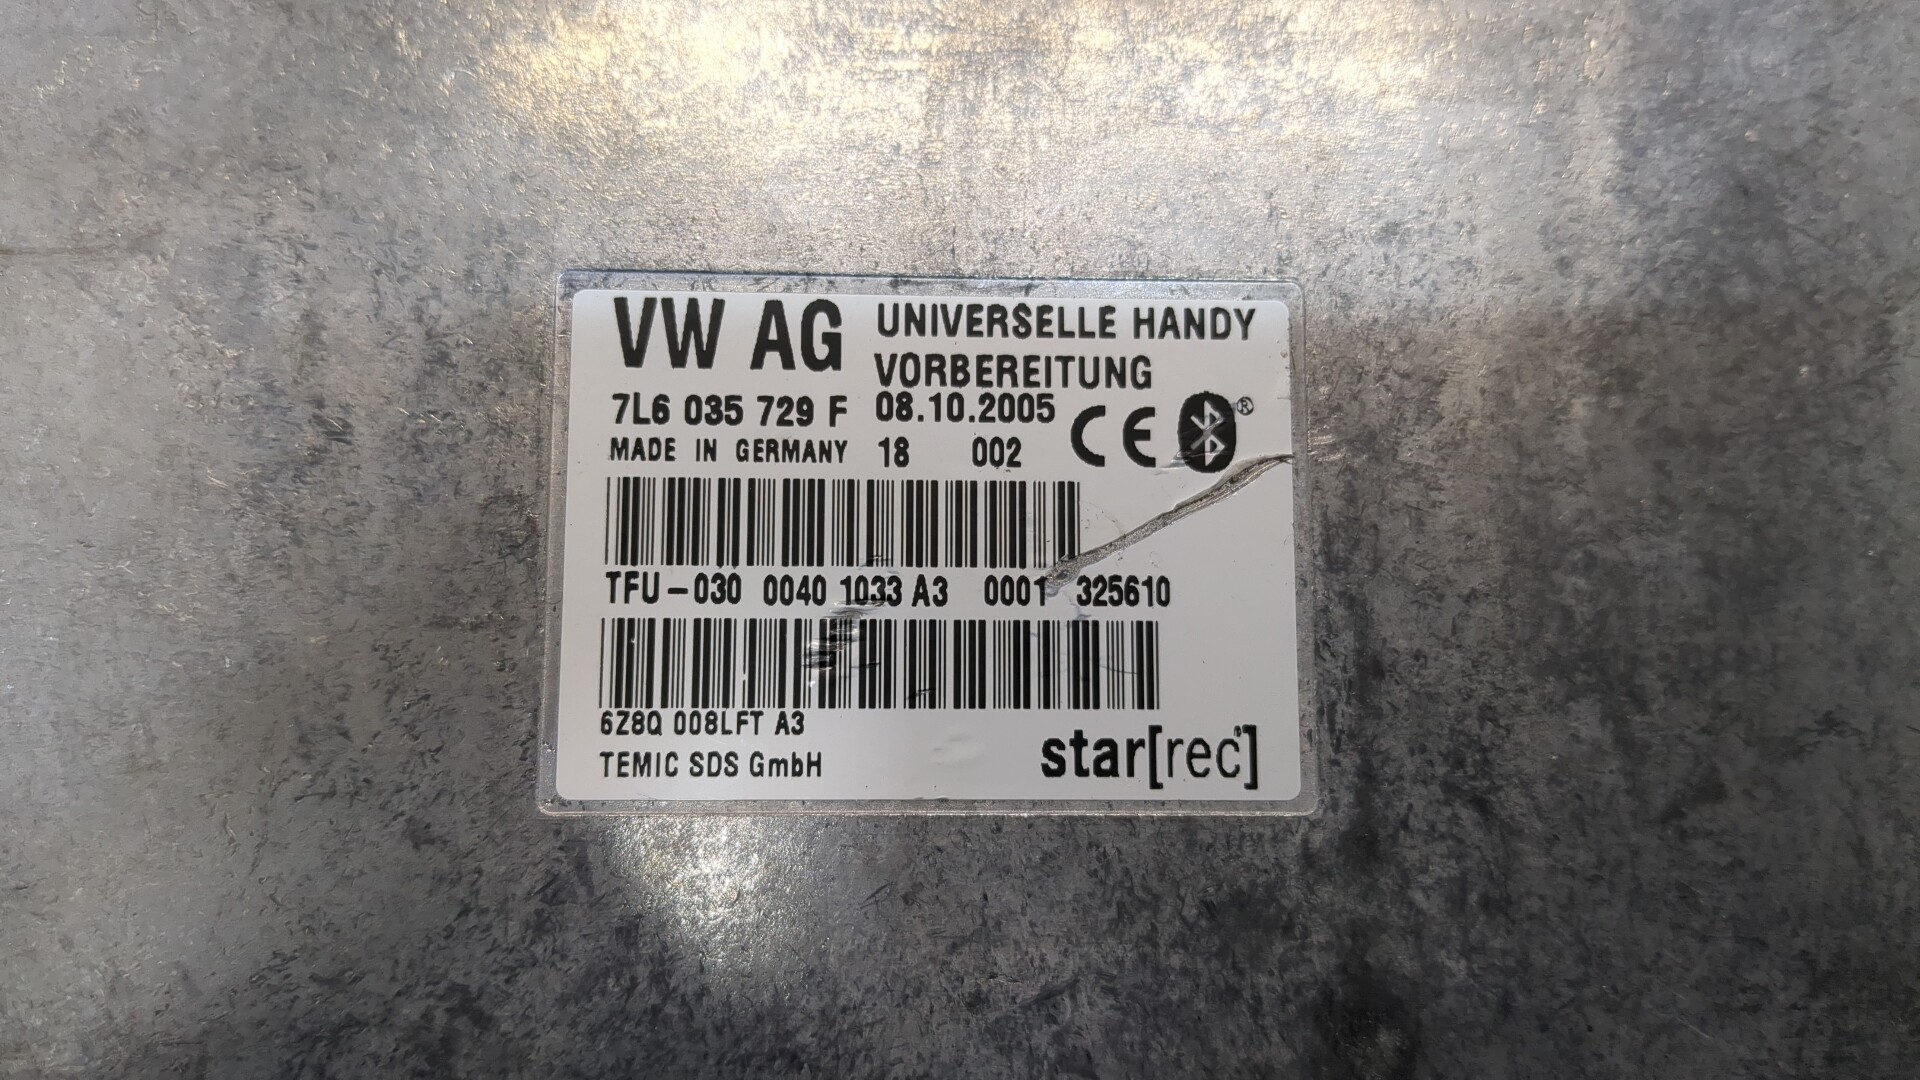 VW AG
UNIVERSELLE HANDY
VORBEREITUNG
7L6 035 729 F 08.10.2005 CE ®
MADE IN GERMANY 18 002
TFU-030 0040 1033 A3 0001 325610
6Z8Q 008LFT A3
TEMIC SDS GmbH
star[rec]